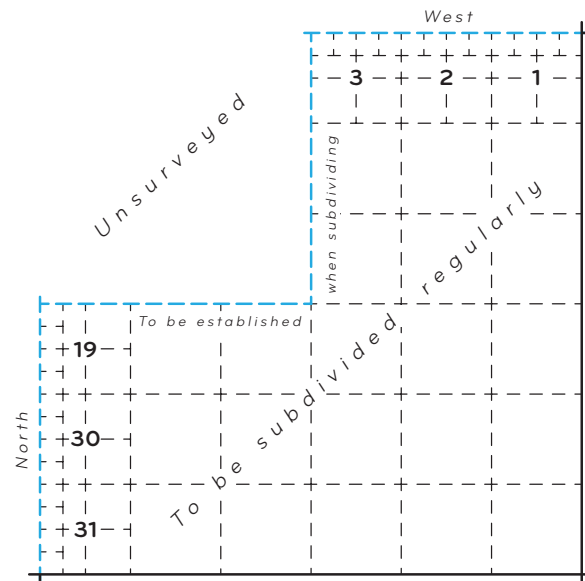 West
3 2 1
Unsurveyed
when subdividing
To be subdivided regularly
To be established
19
North
30
31